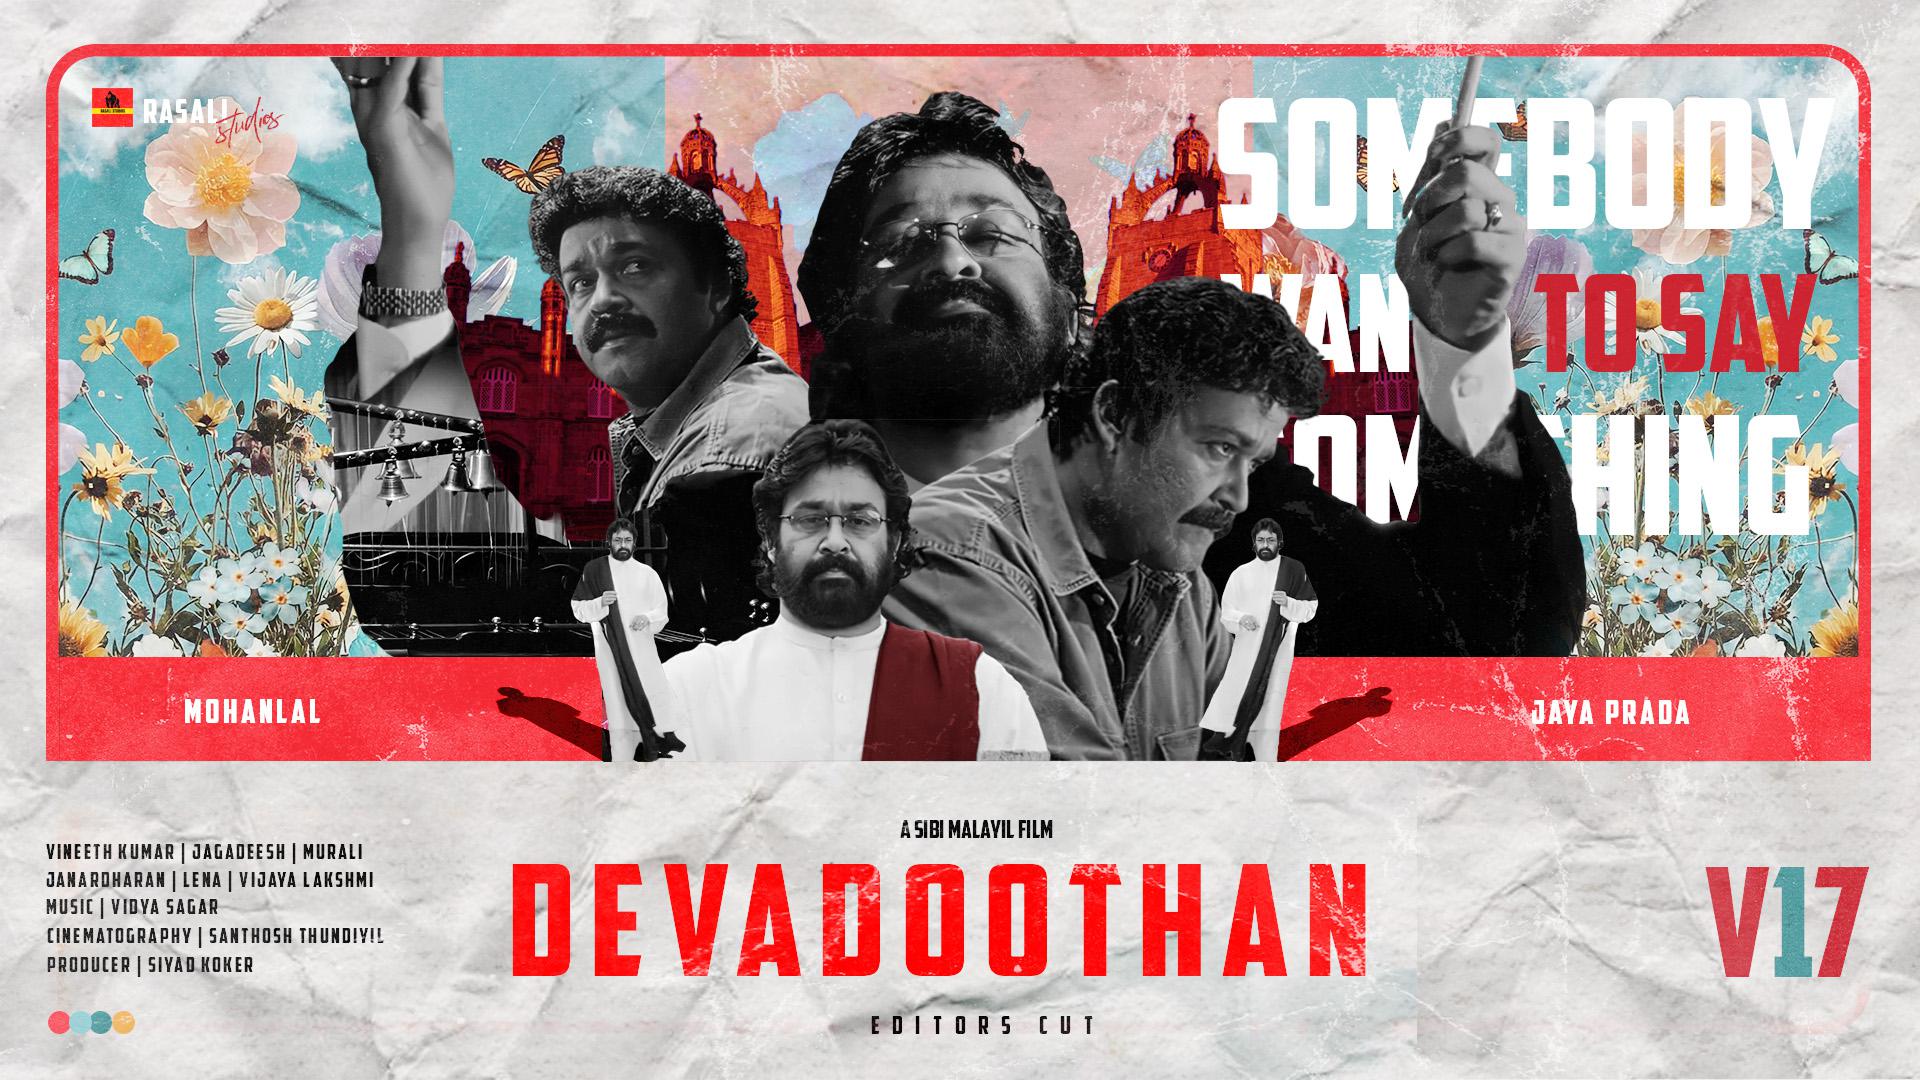 RASALI
studios
SOMEBODY
TO SAY
MOHANLAL
JAYA PRADA
A SIBI MALAYIL FILM
DEVADOOTHAN
EDITORS CUT
VINEETH KUMAR | JAGADEESH | MURALI
JANARDHARAN | LENA | VIJAYA LAKSHMI
MUSIC | VIDYA SAGAR
CINEMATOGRAPHY | SANTHOSH THUNDIYIL
PRODUCER | SIYAD KOKER
V17